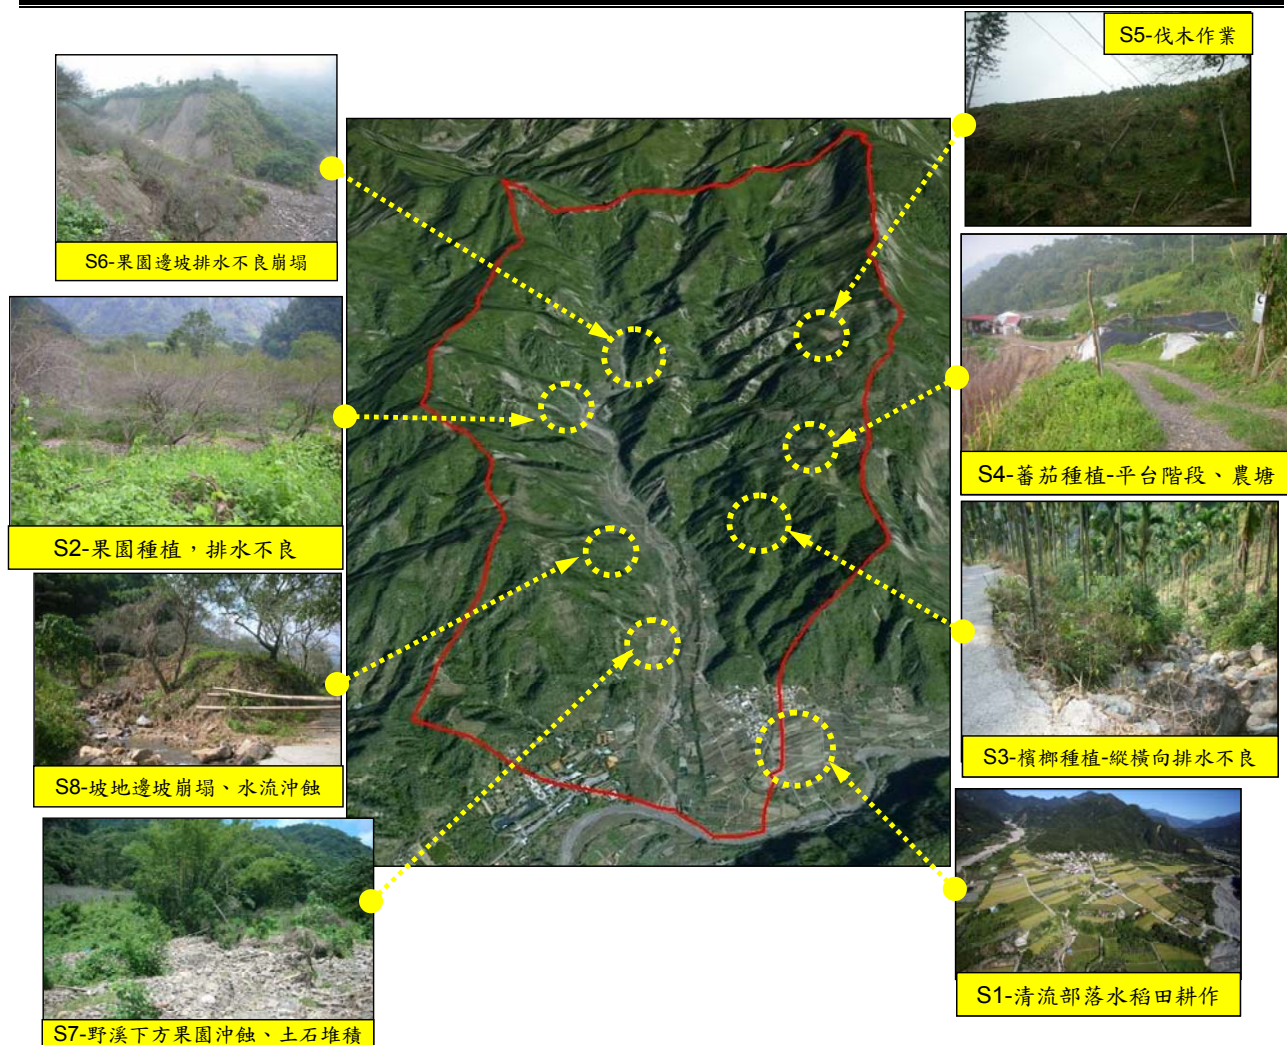 S5-伐木作業
S6-果園邊坡排水不良崩塌
S4-蕃茄種植-平台階段、農塘
S2-果園種植，排水不良
S3-檳榔種植-縱橫向排水不良
S8-坡地邊坡崩塌、水流沖蝕
S1-清流部落水稻田耕作
S7-野溪下方果園沖蝕、土石堆積